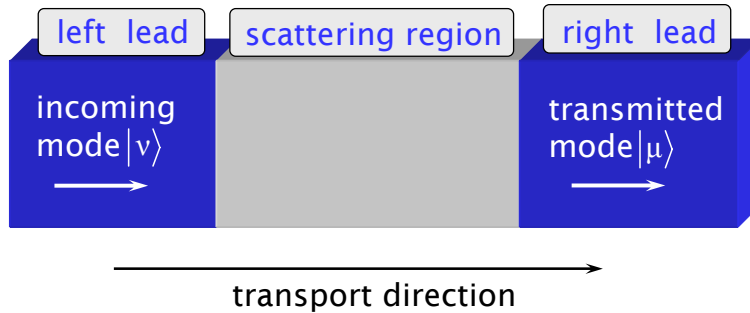 left lead
scattering region
right lead
incoming
mode|ν⟩
transmitted
mode|μ⟩
transport direction